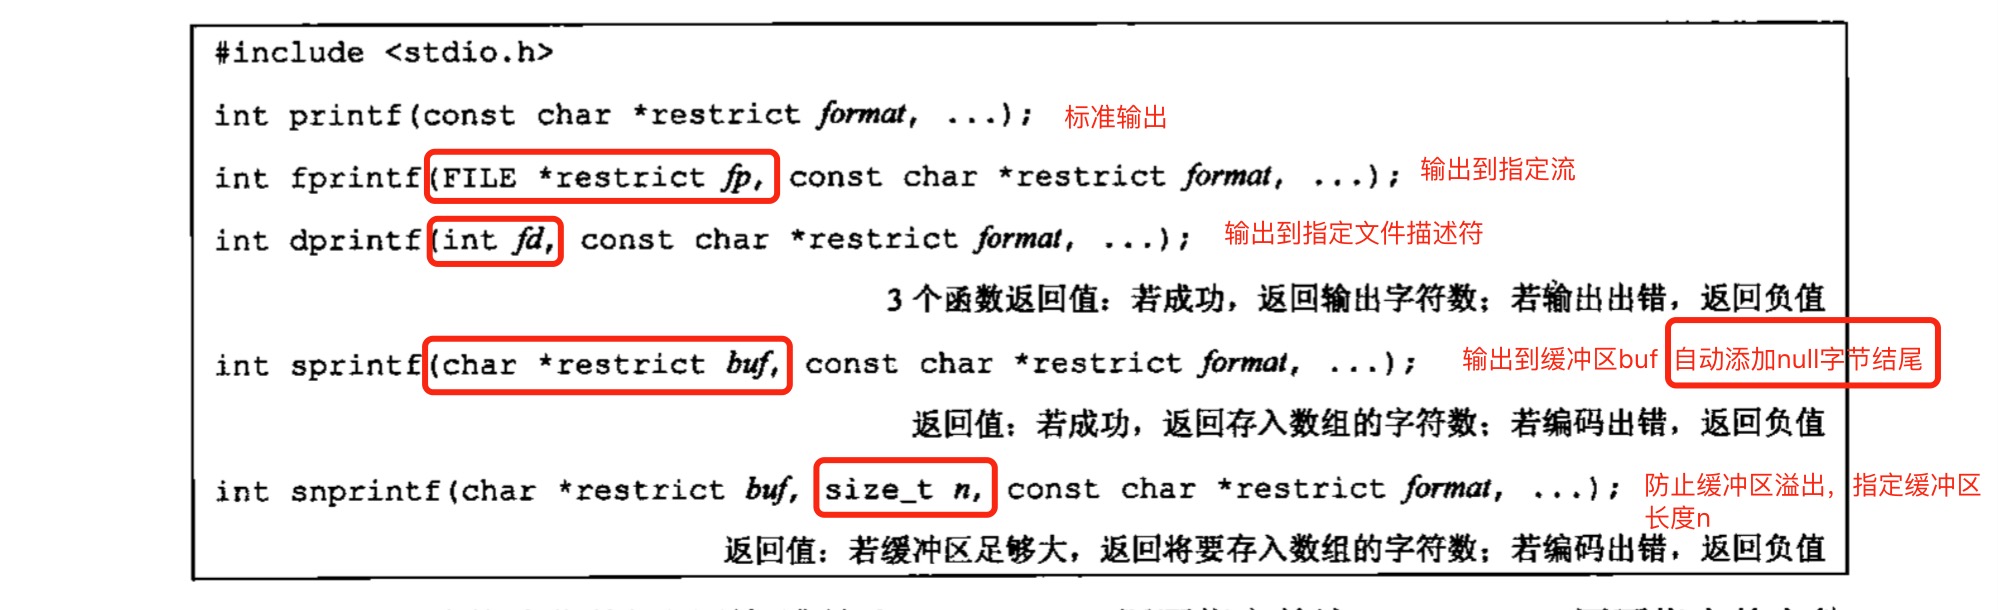 #include <stdio.h>
int printf(const char *restrict format, ...); 标准输出
int fprintf(FILE *restrict fp, const char *restrict format, ...); 输出到指定流
int dprintf(int fd, const char *restrict format, ...); 输出到指定文件描述符
3 个函数返回值：若成功，返回输出字符数；若输出出错，返回负值
int sprintf(char *restrict buf, const char *restrict format, ...); 输出到缓冲区buf 自动添加null字节结尾
返回值：若成功，返回存入数组的字符数；若编码出错，返回负值
int snprintf(char *restrict buf, size_t n, const char *restrict format, ...); 防止缓冲区溢出，指定缓冲区
长度n
返回值：若缓冲区足够大，返回将要存入数组的字符数；若编码出错，返回负值